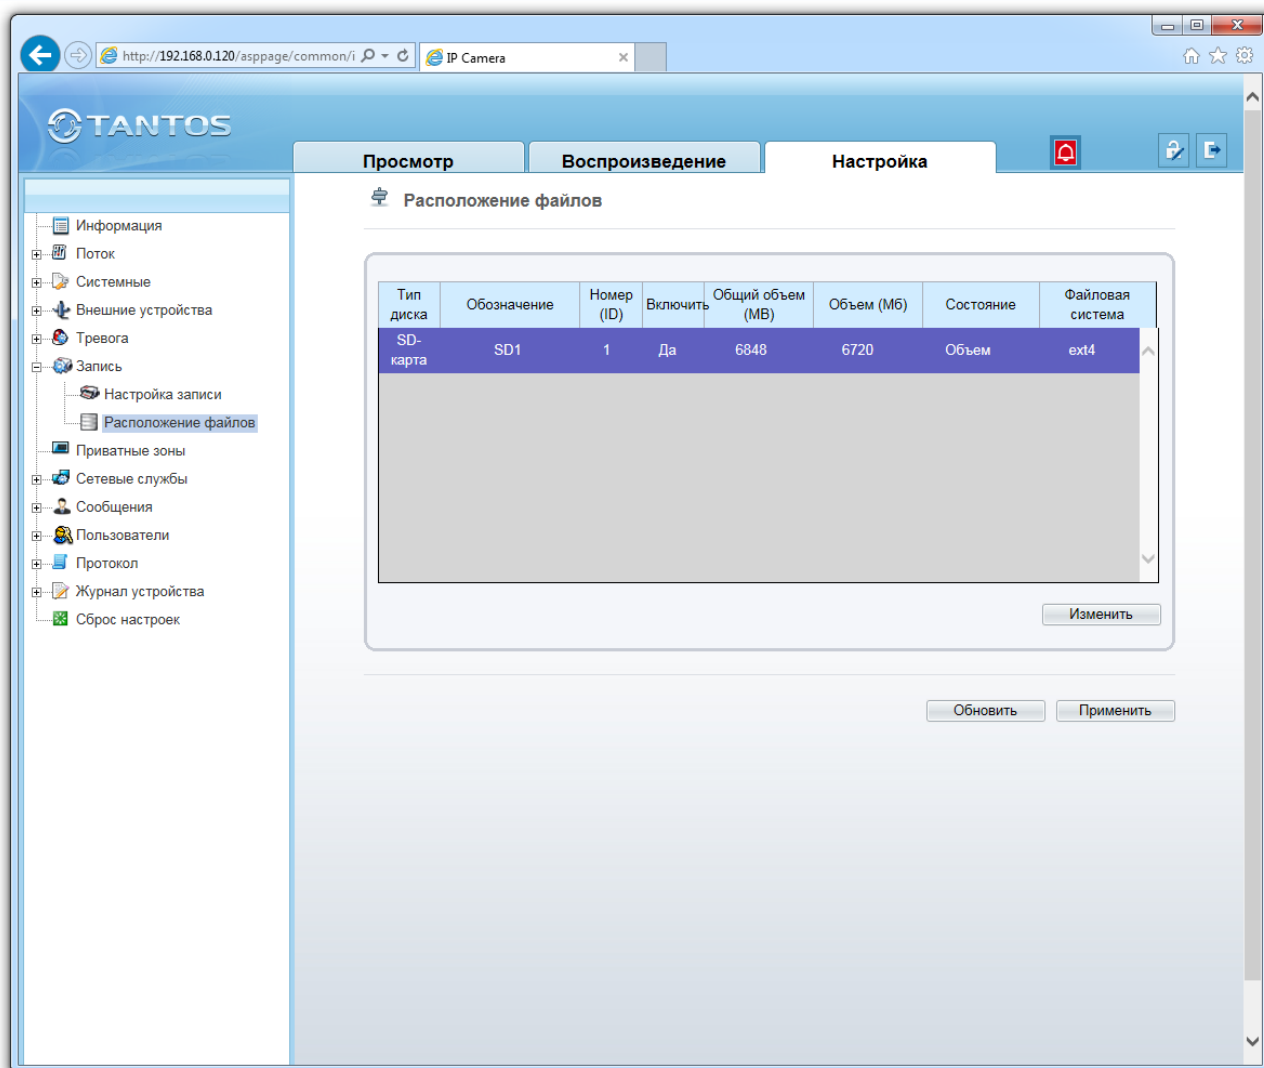 http://192.168.0.120/asppage/common/i
IP Camera
TANTOS
Просмотр
Воспроизведение
Настройка
Расположение файлов
Информация
Поток
Системные
Внешние устройства
Тревога
Запись
Настройка записи
Расположение файлов
Приватные зоны
Сетевые службы
Сообщения
Пользователи
Протокол
Журнал устройства
Сброс настроек
Тип диска Обозначение Номер (ID) Включить Общий объем (MB) Объем (Мб) Состояние Файловая система
SD-карта SD1 1 Да 6848 6720 Объем ext4
Изменить
Обновить Применить